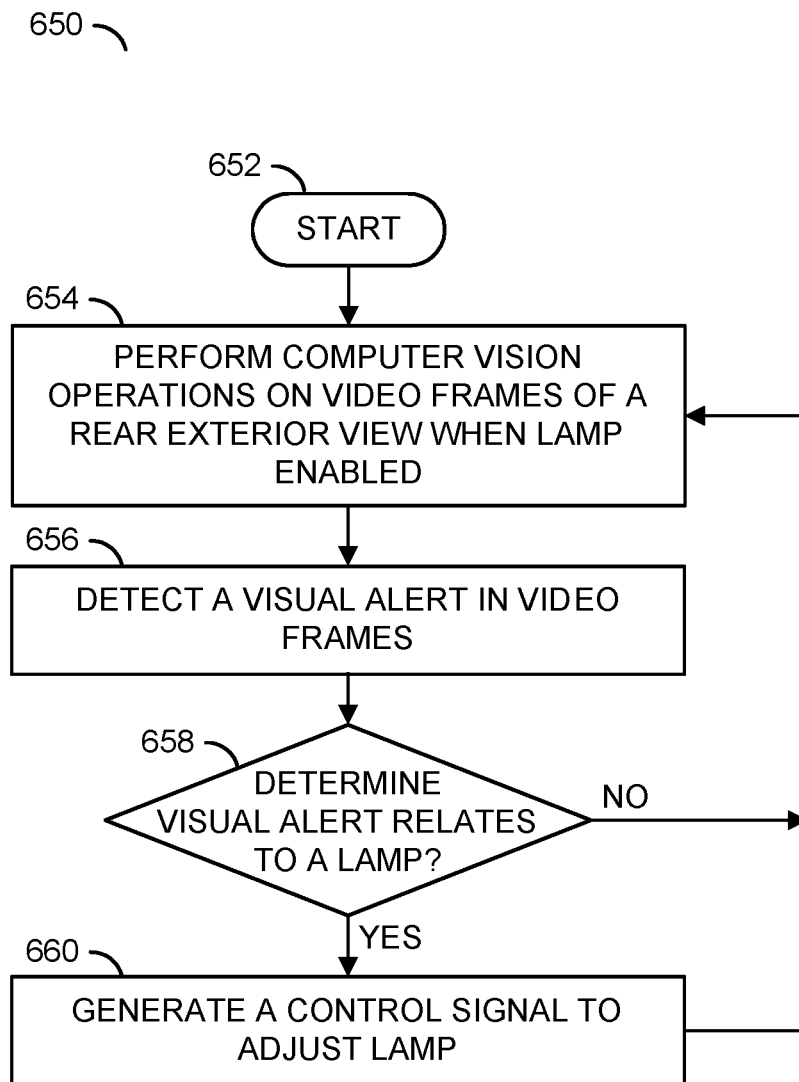 650
652
START
654
PERFORM COMPUTER VISION
OPERATIONS ON VIDEO FRAMES OF A
REAR EXTERIOR VIEW WHEN LAMP
ENABLED
656
DETECT A VISUAL ALERT IN VIDEO
FRAMES
658
DETERMINE
VISUAL ALERT RELATES
TO A LAMP?
NO
YES
660
GENERATE A CONTROL SIGNAL TO
ADJUST LAMP